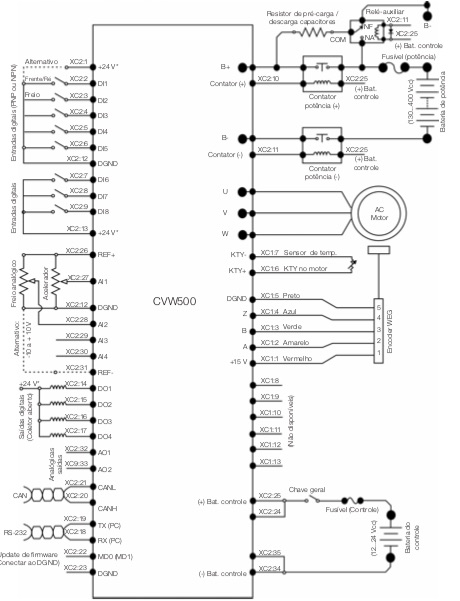 Resistor de pré-carga /
descarga capacitores
Relé-auxiliar
NF
XC2:11
B-
COM
NA
XC2:25
(+) Bat. controle
Fusível (potência)
Alternativo
XC2:1
+24 V*
B+
Frente/Ré
XC2:2
DI1
Contator (+)
XC2:10
XC2:25
(+) Bat.
controle
Contator
potência (+)
Freio
XC2:3
DI2
XC2:4
DI3
XC2:5
DI4
XC2:6
DI5
XC2:12
DGND
Entradas digitais (PNP ou NPN)
(130...400 Vcc)
Bateria de potência
B-
Contator (-)
XC2:11
XC2:25
(+) Bat.
controle
Contator
potência (-)
XC2:7
DI6
XC2:8
DI7
XC2:9
DI8
XC2:13
+24 V*
Entradas digitais
U
V
W
AC
Motor
XC2:26
REF+
KTY-
XC1:7
Sensor de temp.
KTY+
XC1:6
KTY no motor
Freio analógico
Acelerador
XC2:27
AI1
XC2:12
DGND
XC2:28
AI2
XC2:29
AI3
XC2:30
AI4
XC2:31
REF-
Alternativo:
-10 a + 10 V
CVW500
DGND
XC1:5
Preto
5
Z
XC1:4
Azul
4
B
XC1:3
Verde
3
A
XC1:2
Amarelo
2
+15 V
XC1:1
Vermelho
1
Encoder WEG
+24 V*
XC2:14
DO1
XC2:15
DO2
XC2:16
DO3
XC2:17
DO4
Saídas digitais
(Coletor aberto)
XC1:8
XC1:9
XC1:10
XC1:11
XC1:12
XC1:13
(Não disponíveis)
Analógicas
saídas
XC2:32
AO1
XC9:33
AO2
CAN
XC2:21
CANL
XC2:20
CANH
RS-232
XC2:19
TX (PC)
XC2:18
RX (PC)
Update de firmware
(Conectar ao DGND)
XC2:22
MD0 (MD1)
XC2:23
DGND
(+) Bat. controle
XC2:25
XC2:24
Chave geral
Fusível (Controle)
(12...24 Vcc)
Bateria de
controle
XC2:35
(-) Bat. controle
XC2:34